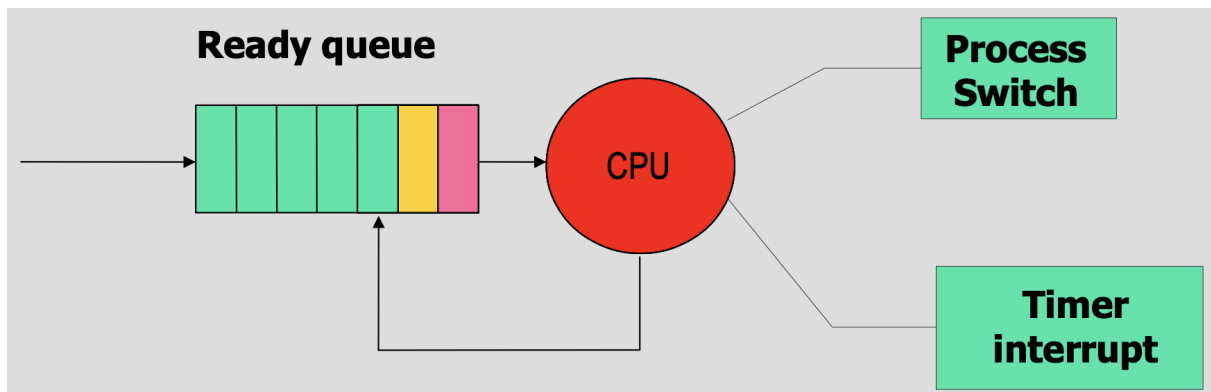 Ready queue
Process
Switch
CPU
Timer
interrupt